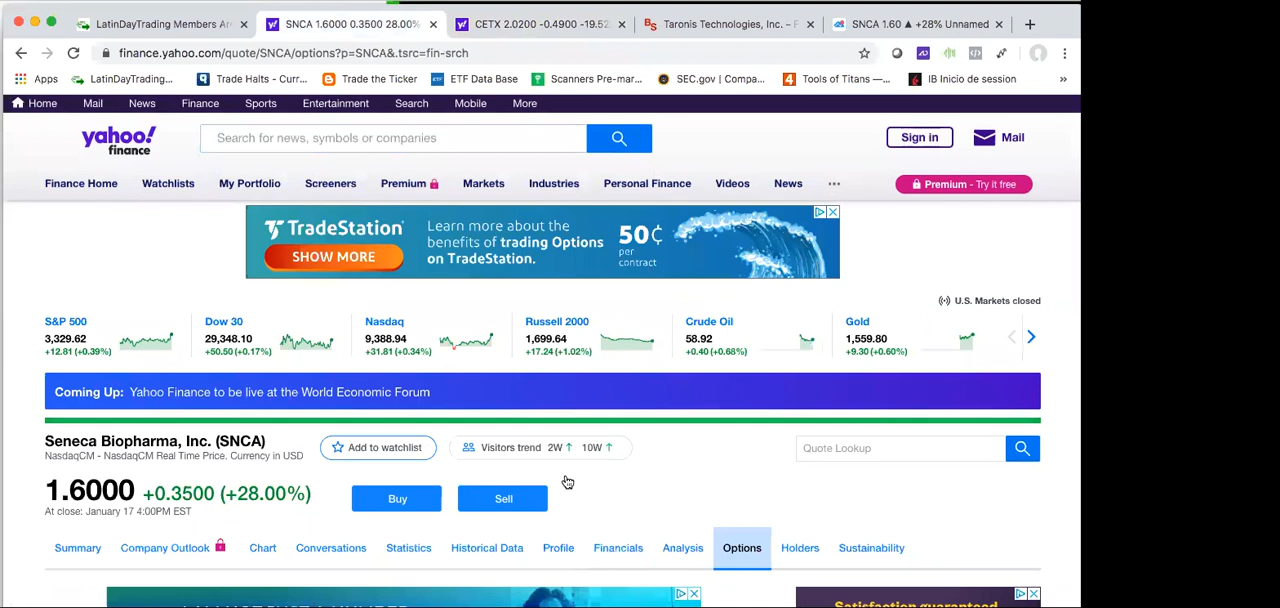 LatinDayTrading Members Are
SNCA 1.6000 0.3500 28.00%
CETX 2.0200 -0.4900 -19.52
Taronis Technologies, Inc. – F
SNCA 1.60 ▲ +28% Unnamed
finance.yahoo.com/quote/SNCA/options?p=SNCA&.tsrc=fin-srch
Apps
LatinDayTrading...
Trade Halts - Curr...
Trade the Ticker
ETF Data Base
Scanners Pre-mar...
SEC.gov | Compa...
Tools of Titans —...
IB Inicio de session
»
Home Mail News Finance Sports Entertainment Search Mobile More
yahoo!
finance
Search for news, symbols or companies
Sign in
Mail
Finance Home Watchlists My Portfolio Screeners Premium Markets Industries Personal Finance Videos News ...
Premium - Try it free
TradeStation
SHOW MORE
Learn more about the
benefits of trading Options
on TradeStation.
50¢
per
contract
U.S. Markets closed
S&P 500
3,329.62
+12.81 (+0.39%)
Dow 30
29,348.10
+50.50 (+0.17%)
Nasdaq
9,388.94
+31.81 (+0.34%)
Russell 2000
1,699.64
+17.24 (+1.02%)
Crude Oil
58.92
+0.40 (+0.68%)
Gold
1,559.80
+9.30 (+0.60%)
Coming Up: Yahoo Finance to be live at the World Economic Forum
Seneca Biopharma, Inc. (SNCA)
NasdaqCM - NasdaqCM Real Time Price. Currency in USD
Add to watchlist
Visitors trend 2W ↑ 10W ↑
Quote Lookup
1.6000 +0.3500 (+28.00%)
At close: January 17 4:00PM EST
Buy
Sell
Summary Company Outlook Chart Conversations Statistics Historical Data Profile Financials Analysis Options Holders Sustainability
Satisfaction guaranteed